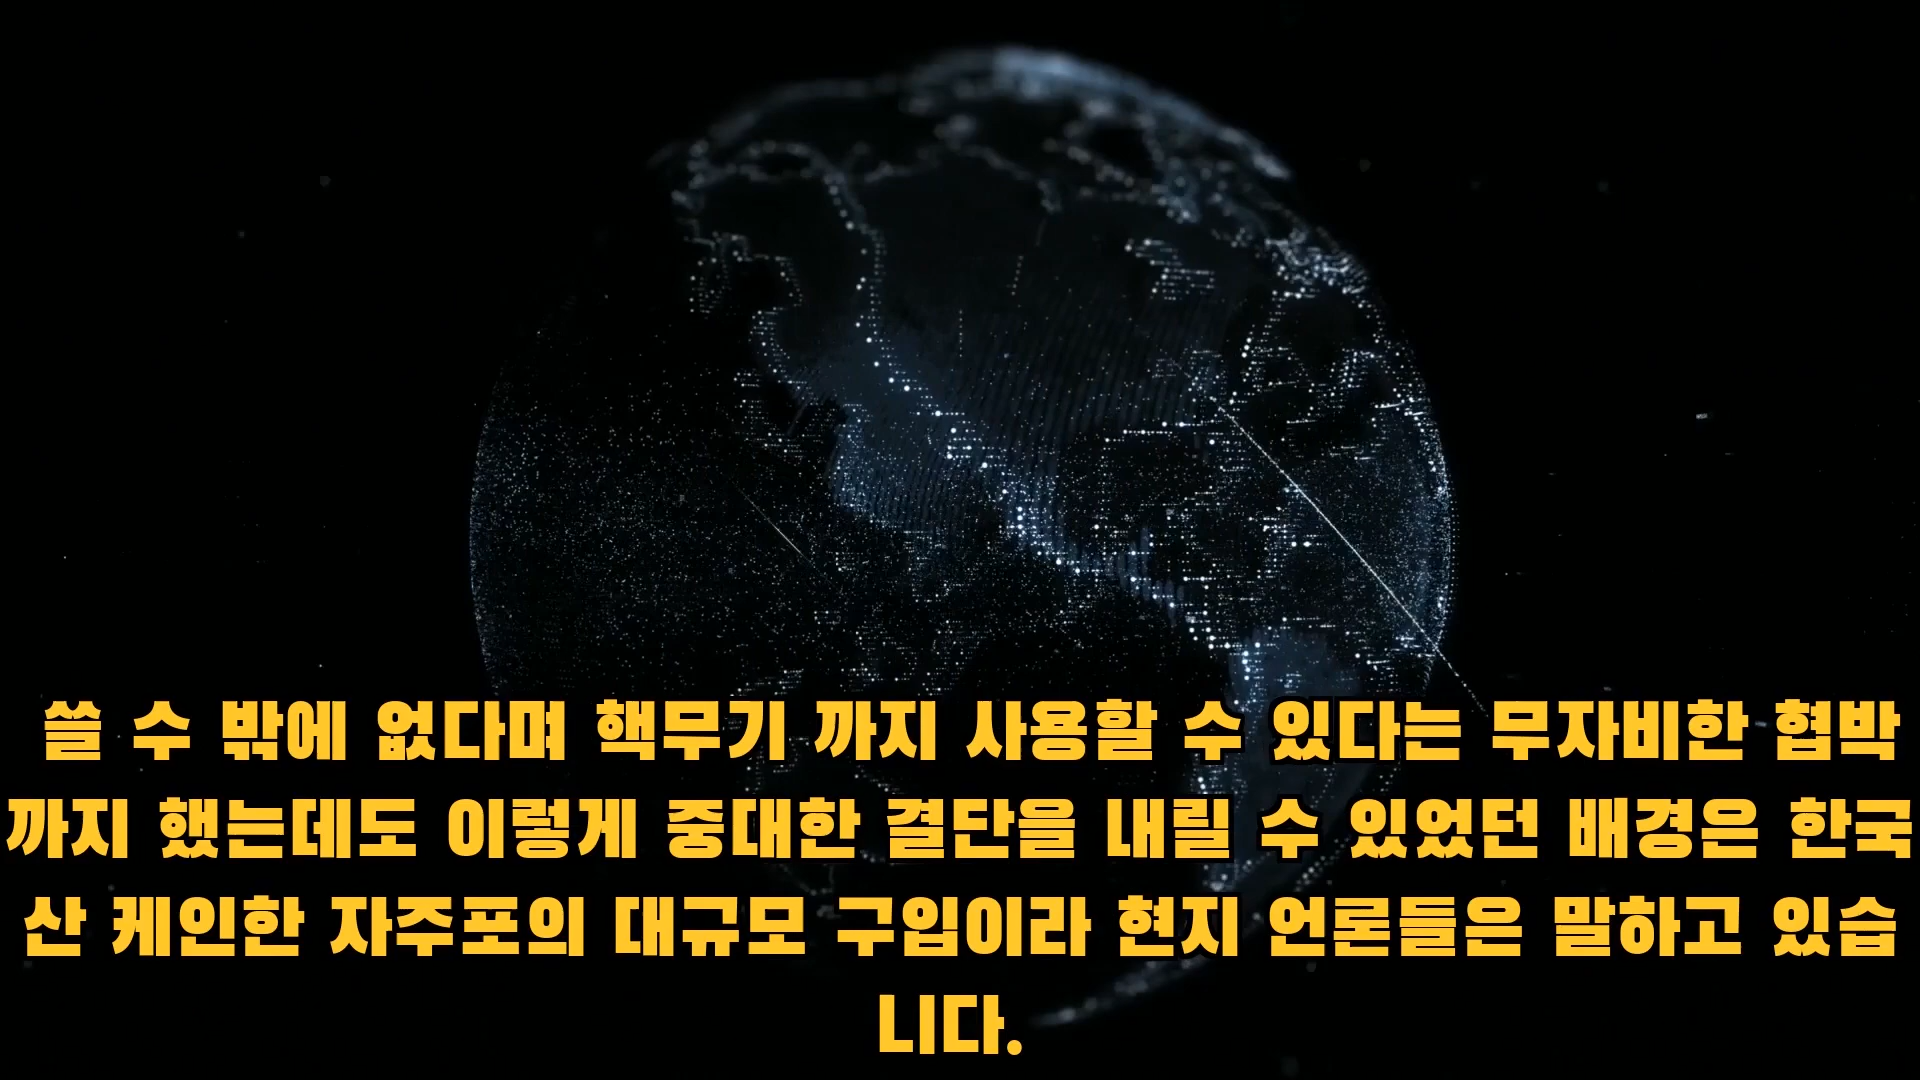 쓸 수 밖에 없다며 핵무기 까지 사용할 수 있다는 무자비한 협박
까지 했는데도 이렇게 중대한 결단을 내릴 수 있었던 배경은 한국
산 케인한 자주포의 대규모 구입이라 현지 언론들은 말하고 있습
니다.